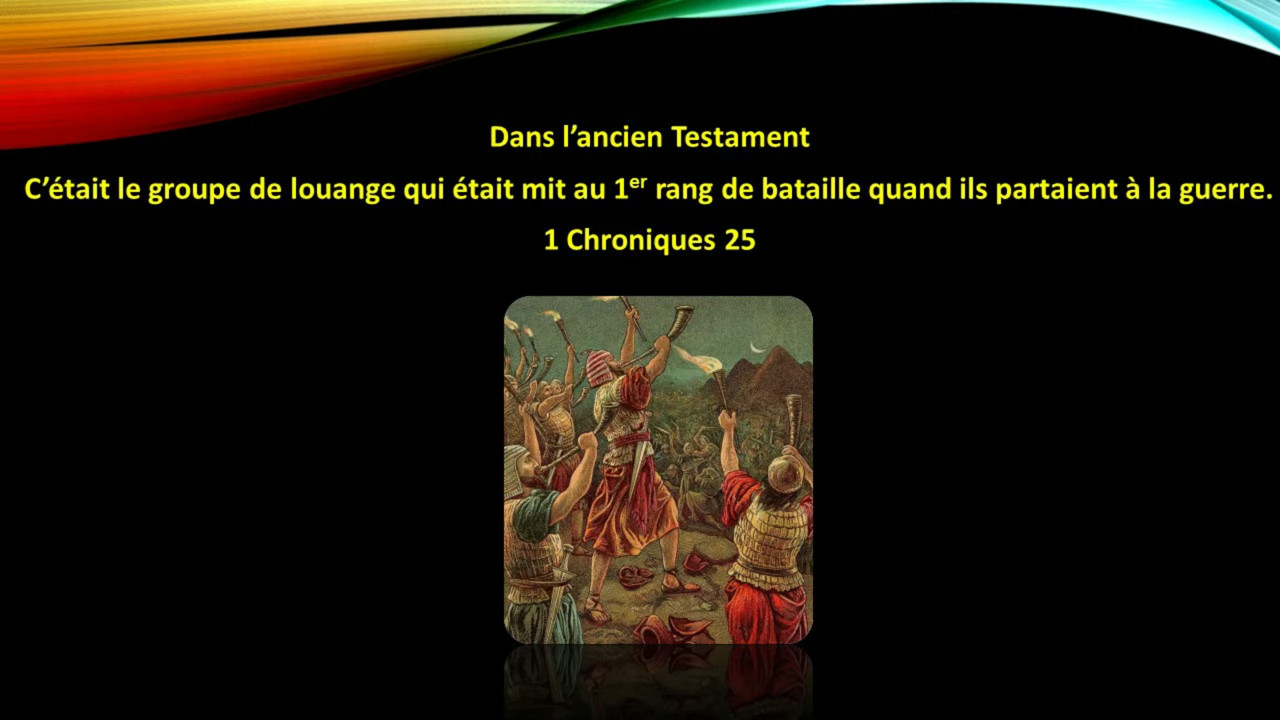 Dans l’ancien Testament
C’était le groupe de louange qui était mit au 1er rang de bataille quand ils partaient à la guerre.
1 Chroniques 25